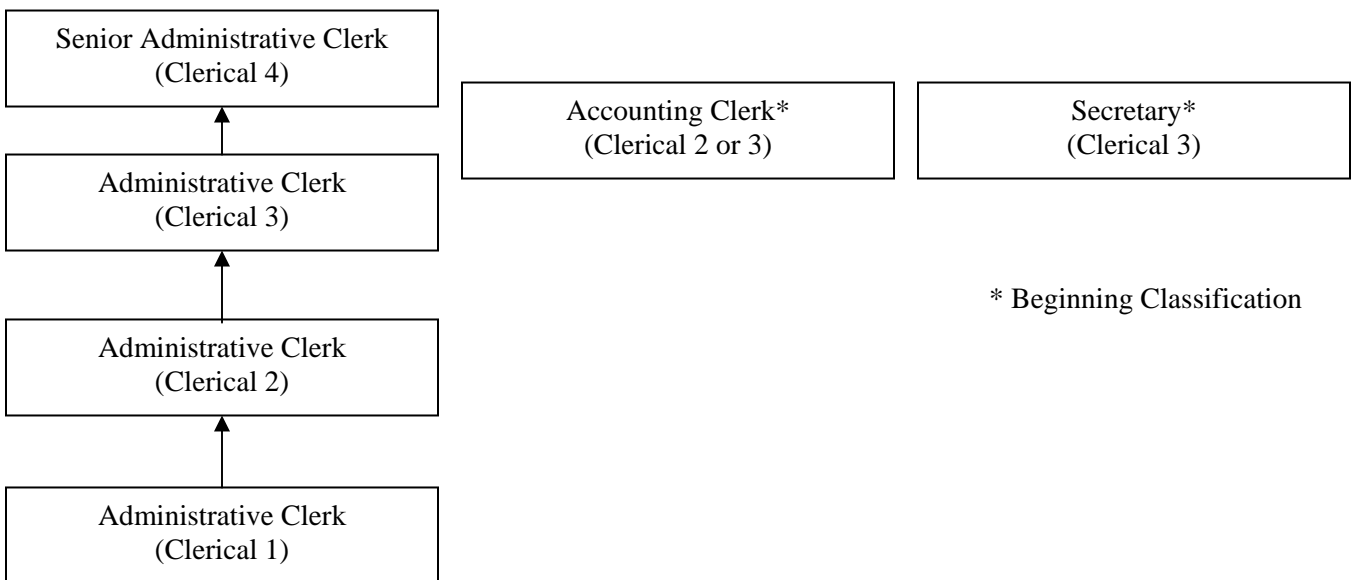 Senior Administrative Clerk
(Clerical 4)
Accounting Clerk*
(Clerical 2 or 3)
Secretary*
(Clerical 3)
Administrative Clerk
(Clerical 3)
* Beginning Classification
Administrative Clerk
(Clerical 2)
Administrative Clerk
(Clerical 1)